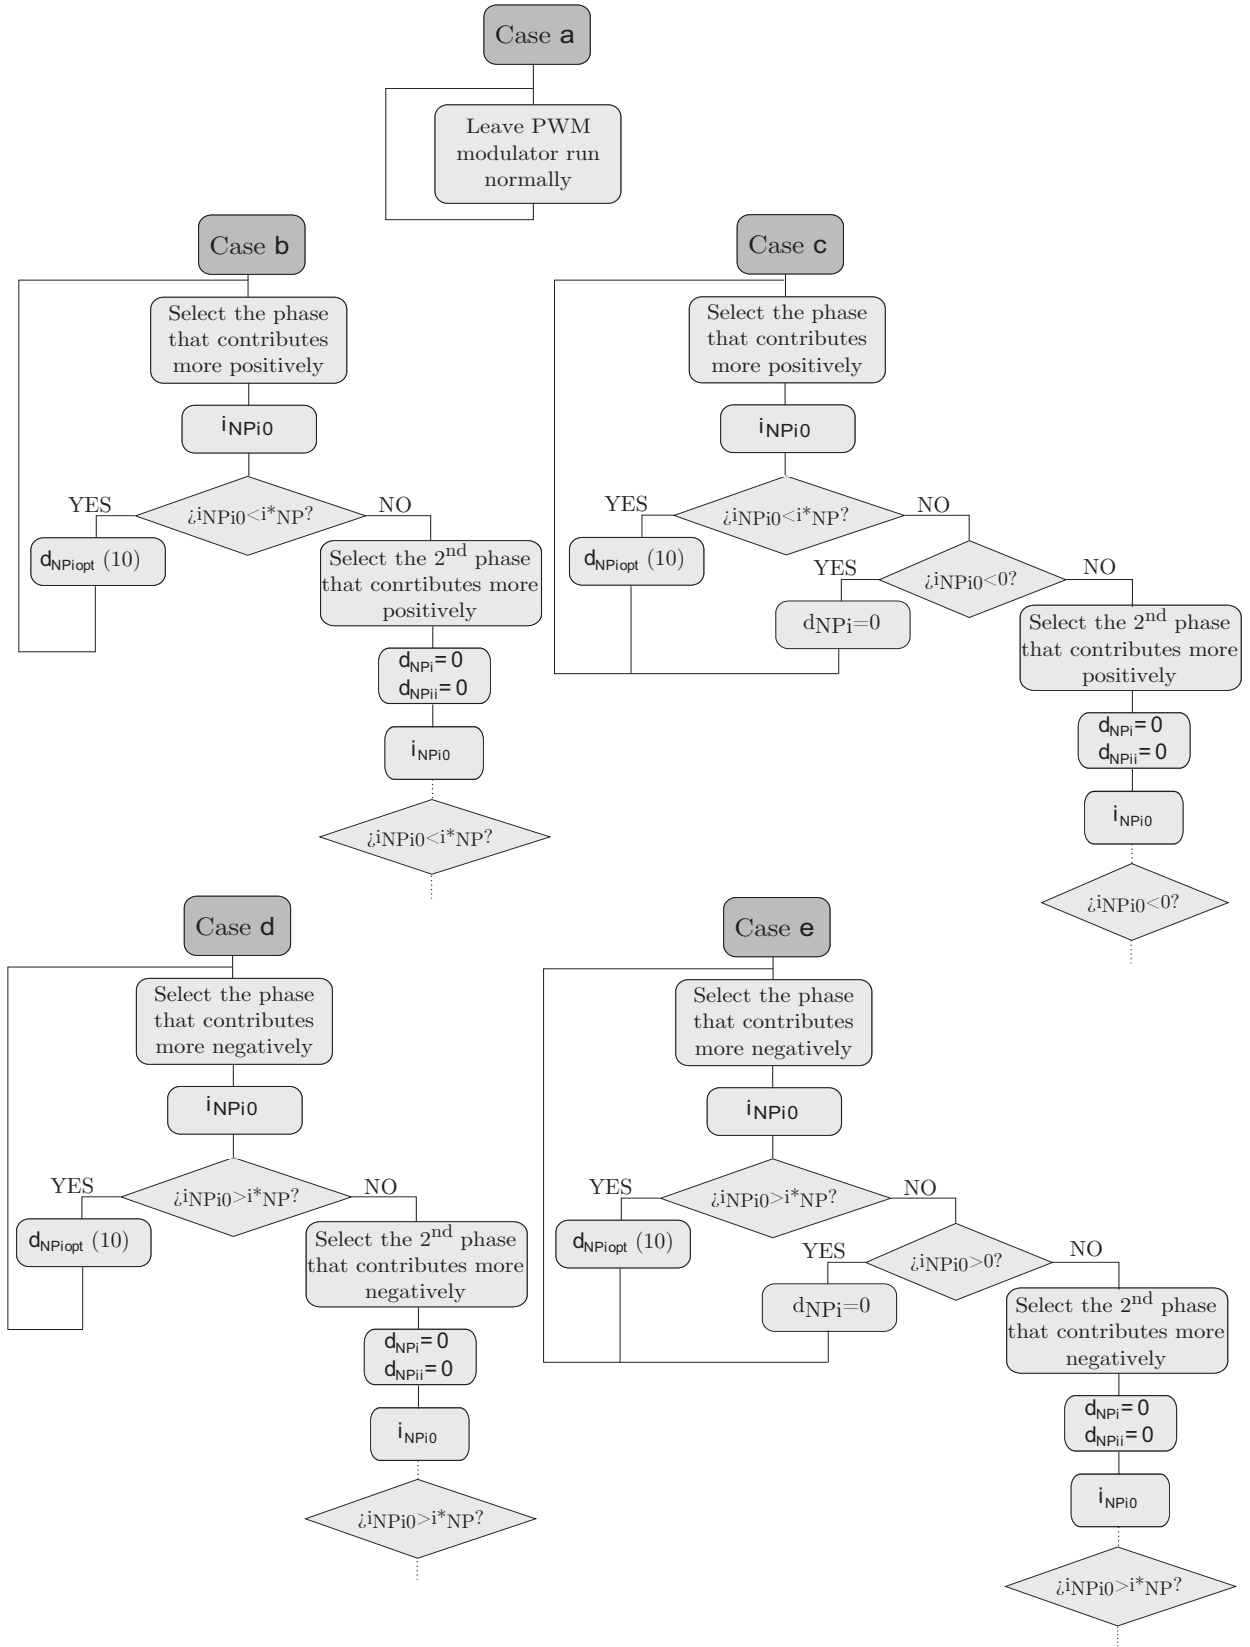 Case a
Leave PWM
modulator run
normally
Case b
Select the phase
that contributes
more positively
iNPi0
¿iNPi0<i*NP?
YES
NO
dNPiopt (10)
Select the 2nd phase
that conrtibutes more
positively
dNPi=0
dNPii=0
iNPi0
¿iNPi0<i*NP?
Case c
Select the phase
that contributes
more positively
iNPi0
¿iNPi0<i*NP?
YES
NO
dNPiopt (10)
¿iNPi0<0?
YES
NO
dNPi=0
Select the 2nd phase
that contributes more
positively
dNPi=0
dNPii=0
iNPi0
¿iNPi0<0?
Case d
Select the phase
that contributes
more negatively
iNPi0
¿iNPi0>i*NP?
YES
NO
dNPiopt (10)
Select the 2nd phase
that contributes more
negatively
dNPi=0
dNPii=0
iNPi0
¿iNPi0>i*NP?
Case e
Select the phase
that contributes
more negatively
iNPi0
¿iNPi0>i*NP?
YES
NO
dNPiopt (10)
¿iNPi0>0?
YES
NO
dNPi=0
Select the 2nd phase
that contributes more
negatively
dNPi=0
dNPii=0
iNPi0
¿iNPi0>i*NP?